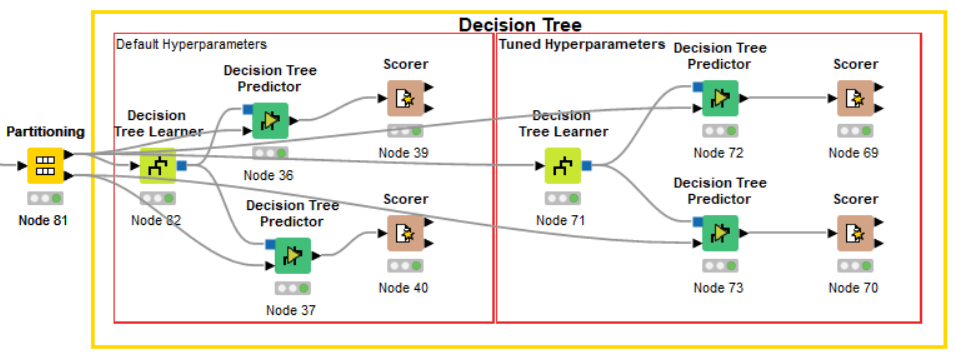 Decision Tree
Default Hyperparameters
Tuned Hyperparameters
Decision Tree
Predictor
Scorer
Decision Tree
Predictor
Scorer
Partitioning
Decision
Tree Learner
Decision
Tree Learner
Node 39
Node 72
Node 69
Node 36
Decision Tree
Predictor
Scorer
Decision Tree
Predictor
Scorer
Node 81
Node 82
Node 71
Node 40
Node 73
Node 70
Node 37